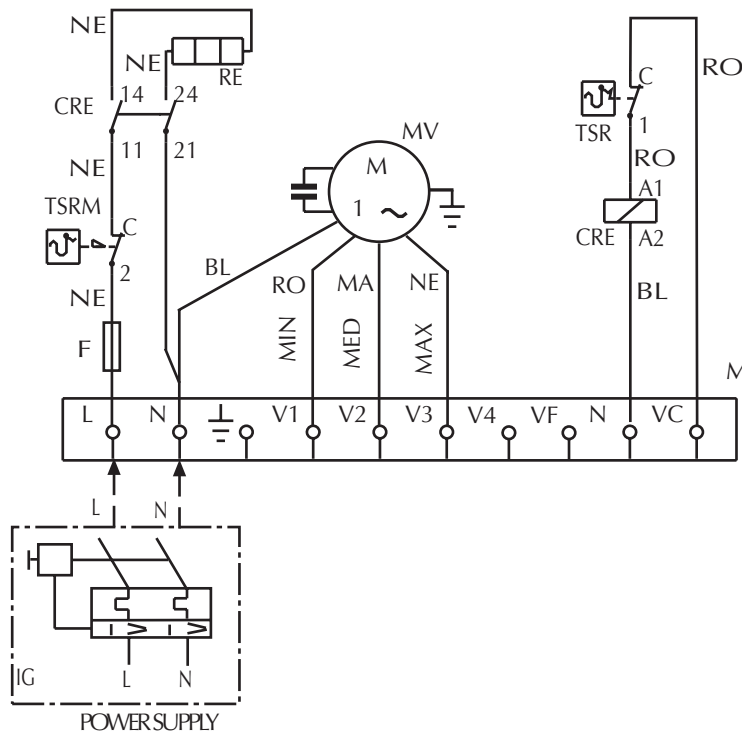 NE
NE
RE
14
24
CRE
11
21
NE
TSRM
C
2
NE
F
MV
M
1
BL
RO
MA
NE
MIN
MED
MAX
RO
C
TSR
1
RO
A1
CRE
A2
BL
M
L
N
V1
V2
V3
V4
VF
N
VC
L
N
IG
L
N
POWER SUPPLY